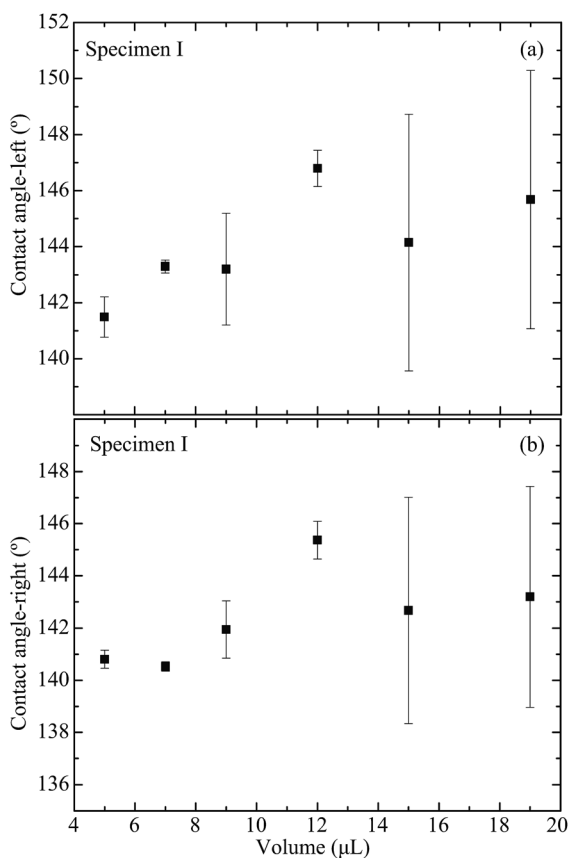 152
Specimen I (a)
150
148
146
144
142
140
Contact angle-left (º)
Specimen I (b)
148
146
144
142
140
138
136
Contact angle-right (º)
4 6 8 10 12 14 16 18 20
Volume (μL)